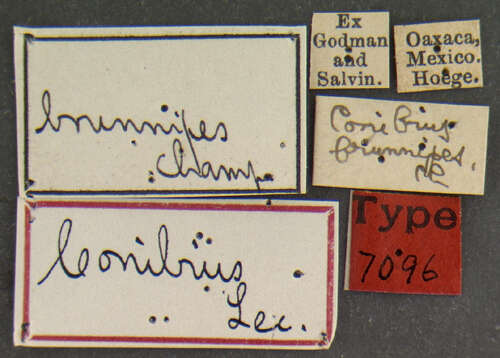 brunnipes
Champ.
Ex
Godman
and
Salvin.
Oaxaca,
Mexico.
Hoege.
Conibius
brunnipes.
Type
7096
Conibius
Lec.